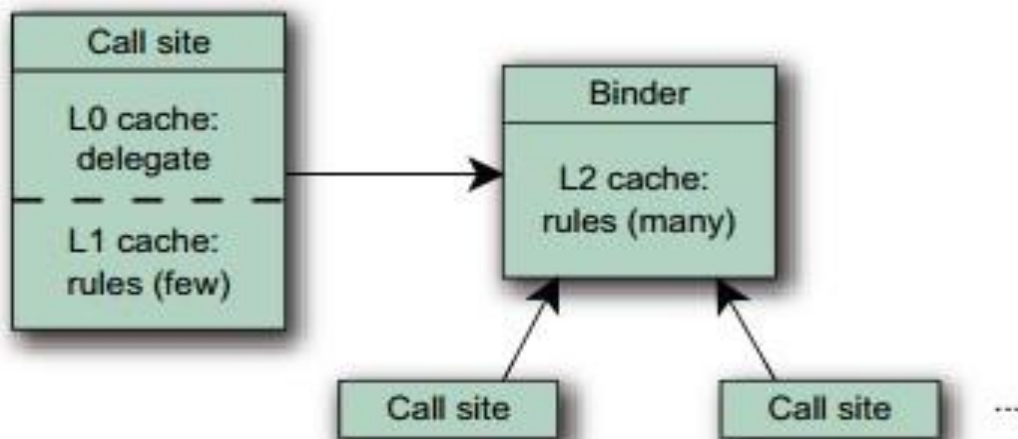 Call site
L0 cache:
delegate
L1 cache:
rules (few)
Binder
L2 cache:
rules (many)
Call site
Call site
....